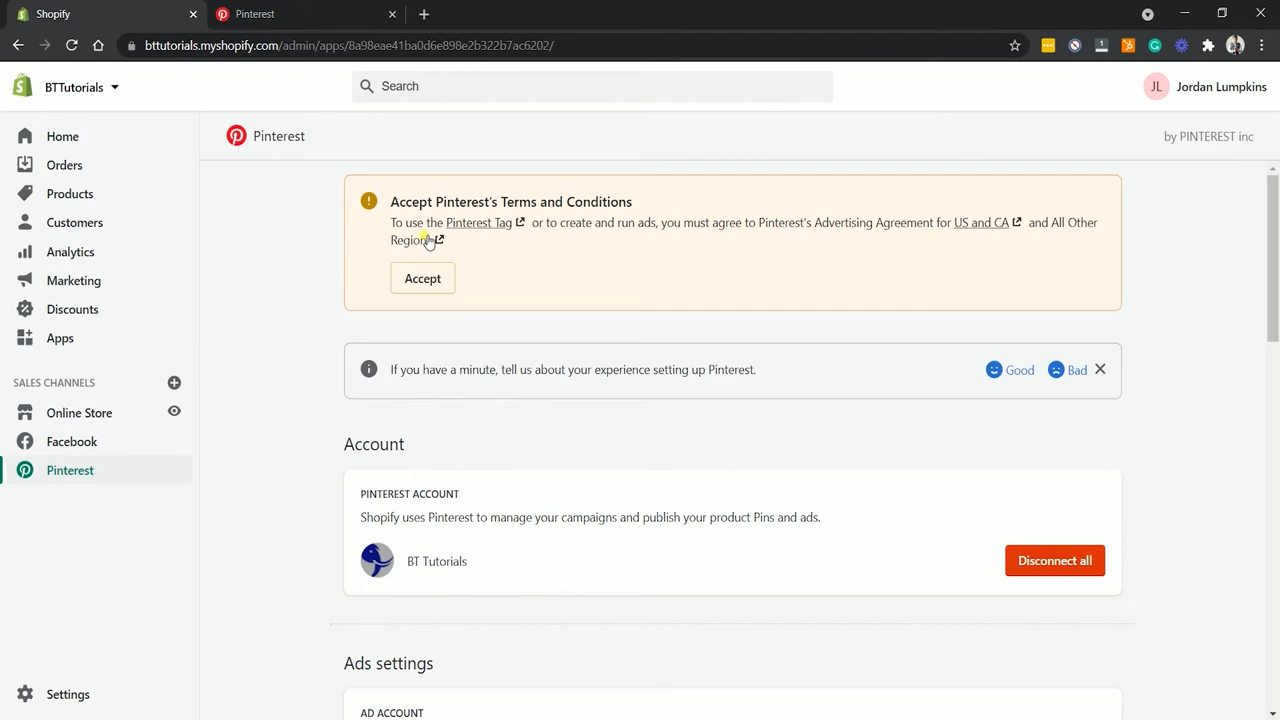 Shopify
Pinterest
bttutorials.myshopify.com/admin/apps/8a98eae41ba036e898e2b322b7ac6202/
BTTutorials
Search
JL
Jordan Lumpkins
Home
Orders
Products
Customers
Analytics
Marketing
Discounts
Apps
SALES CHANNELS
Online Store
Facebook
Pinterest
Settings
Pinterest
by PINTEREST inc
Accept Pinterest's Terms and Conditions
To use the Pinterest Tag or to create and run ads, you must agree to Pinterest's Advertising Agreement for US and CA and All Other
Accept
If you have a minute, tell us about your experience setting up Pinterest.
Good
Bad
Account
PINTEREST ACCOUNT
Shopify uses Pinterest to manage your campaigns and publish your product Pins and ads.
BT Tutorials
Disconnect all
Ads settings
AD ACCOUNT